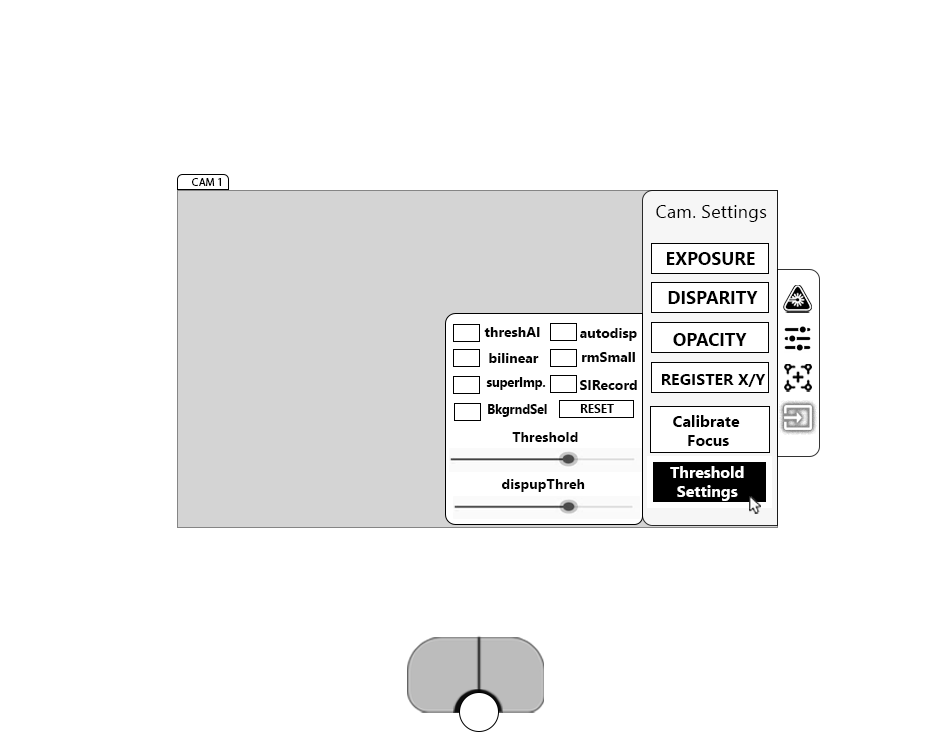 CAM 1
Cam. Settings
EXPOSURE
DISPARITY
OPACITY
REGISTER X/Y
Calibrate
Focus
Threshold
Settings
threshAI autodisp
bilinear rmSmall
superImp. SIRecord
BkgrndSel RESET
Threshold
dispupThreh